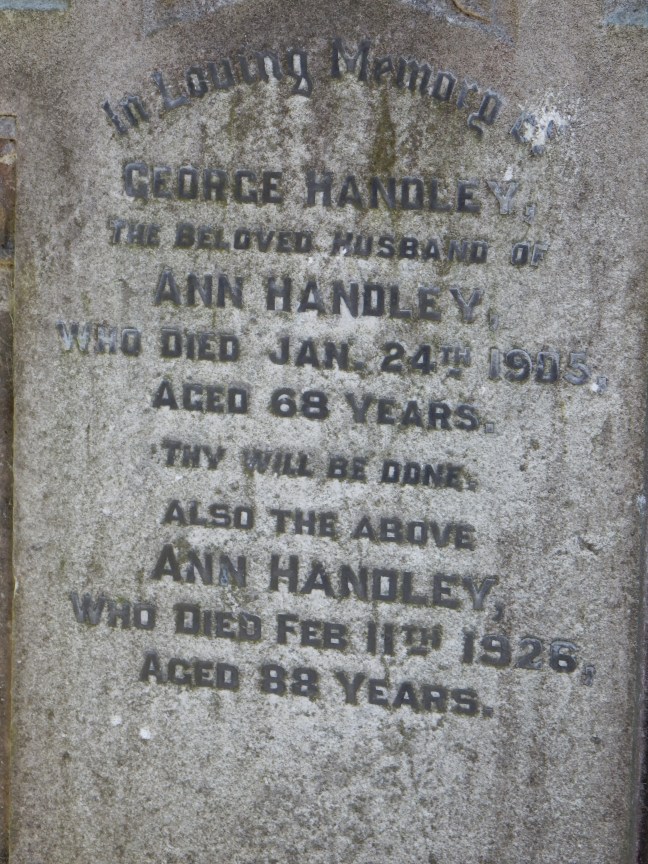 In Loving Memory of
GEORGE HANDLEY,
THE BELOVED HUSBAND OF
ANN HANDLEY,
WHO DIED JAN. 24TH 1905,
AGED 68 YEARS.
THY WILL BE DONE.
ALSO THE ABOVE
ANN HANDLEY,
WHO DIED FEB 11TH 1926,
AGED 88 YEARS.